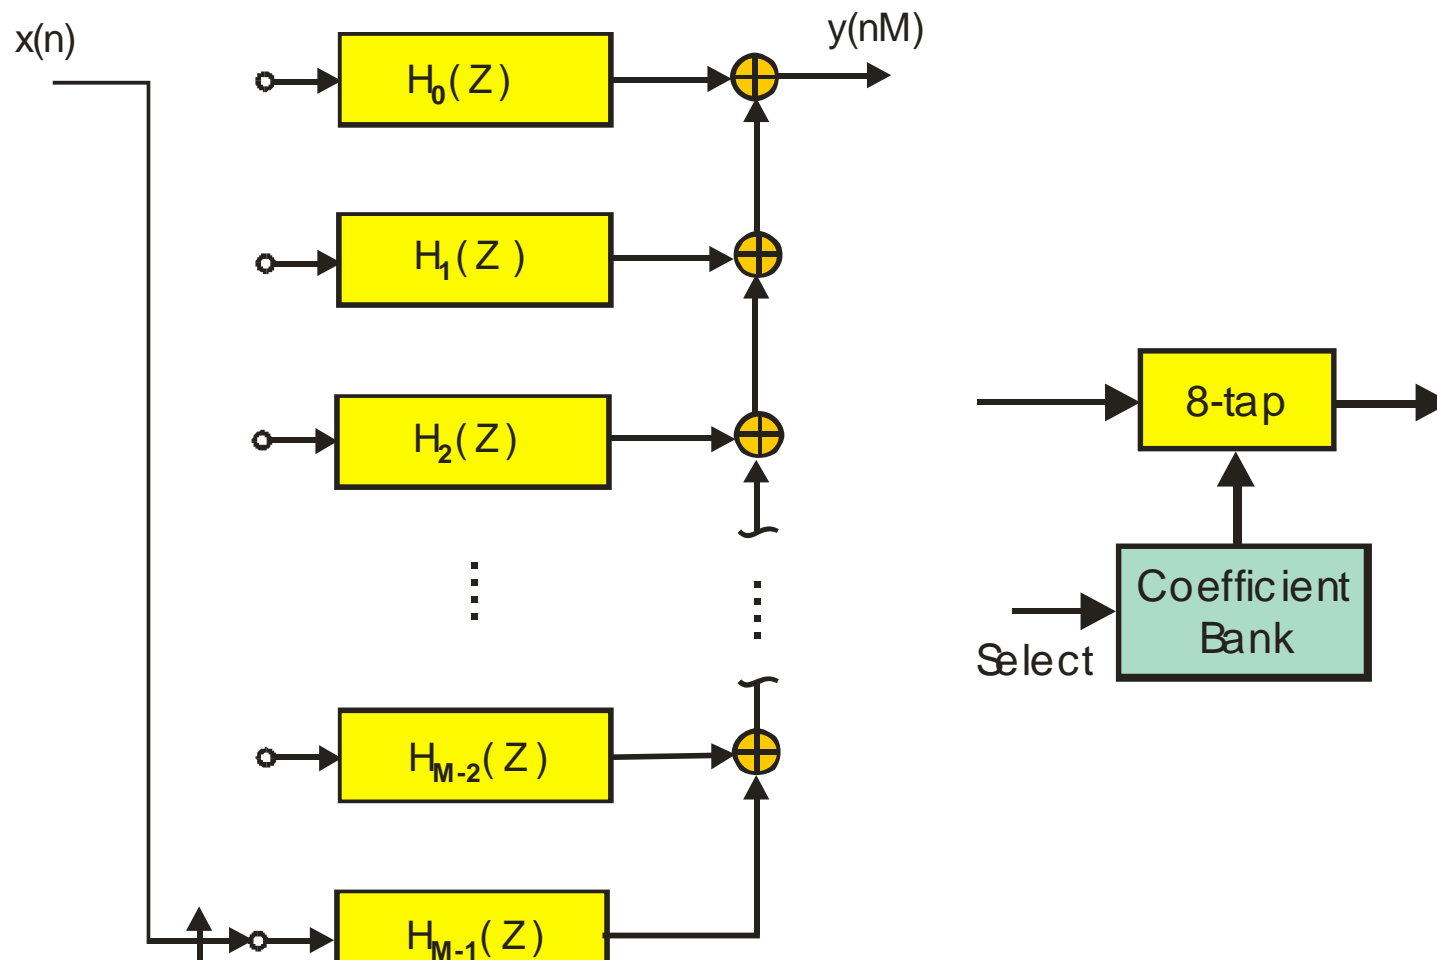 x(n)
y(nM)
H0(Z)
H1(Z)
H2(Z)
8-tap
Coefficient
Bank
Select
HM-2(Z)
HM-1(Z)